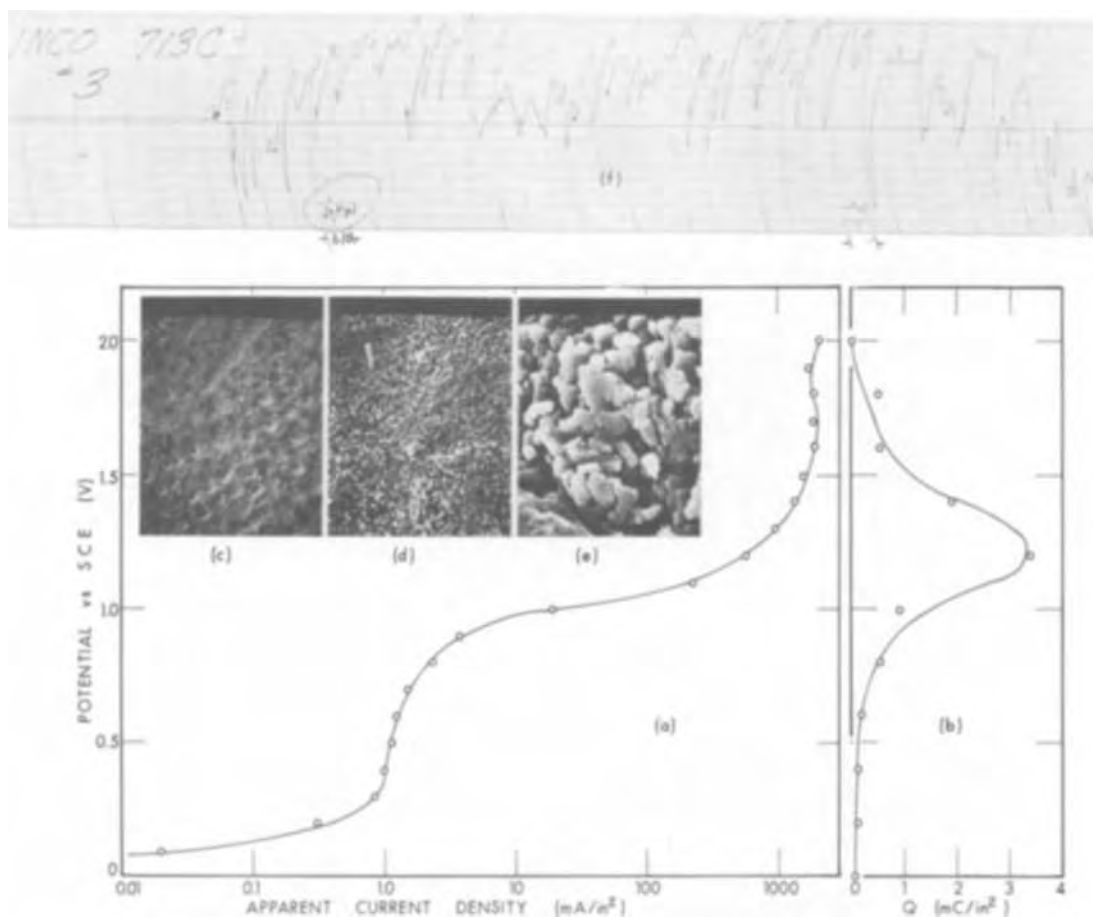 INCO 713C
#3
(f)
(c)
(d)
(e)
2.0
1.5
1.0
0.5
0
POTENTIAL vs SCE (V)
(a)
(b)
0.01
0.1
1.0
10
100
1000
0
1
2
3
4
APPARENT CURRENT DENSITY (mA/in²)
Q (mC/in²)